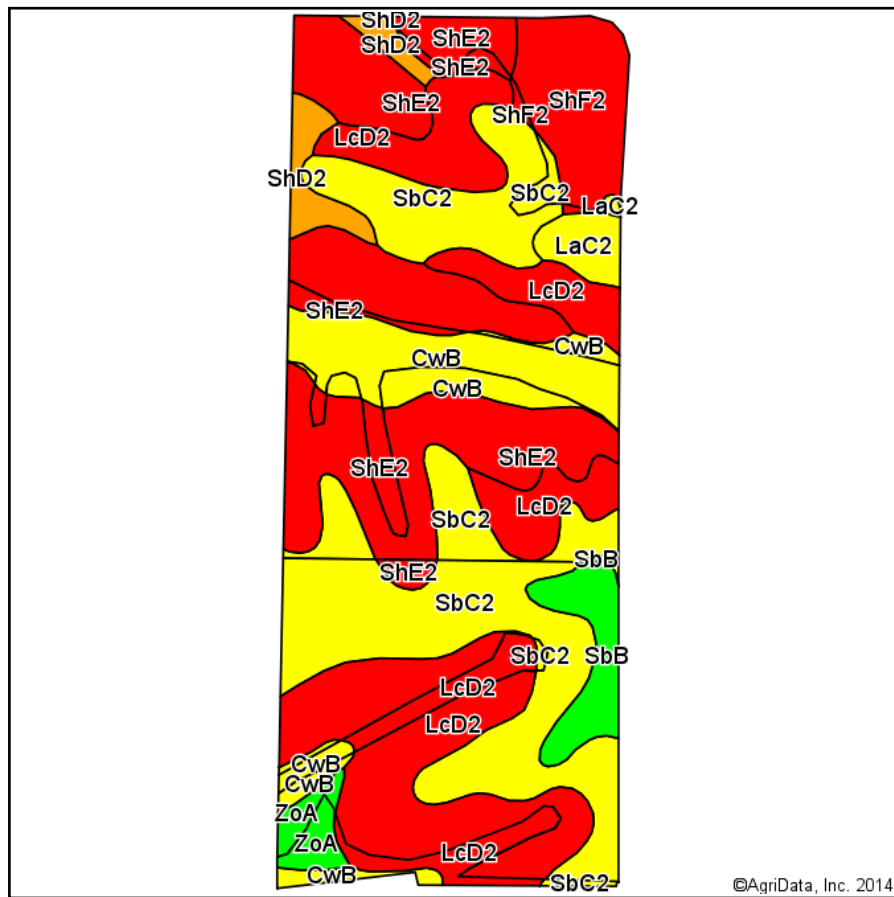 ShD2
ShD2
ShE2
ShE2
ShE2
ShF2
ShF2
LcD2
ShD2
SbC2
SbC2
LaC2
LaC2
LcD2
ShE2
CwB
CwB
CwB
ShE2
ShE2
LcD2
SbC2
SbB
ShE2
SbC2
SbC2
SbB
LcD2
LcD2
CwB
CwB
ZoA
ZoA
LcD2
CwB
SbC2
©AgriData, Inc. 2014